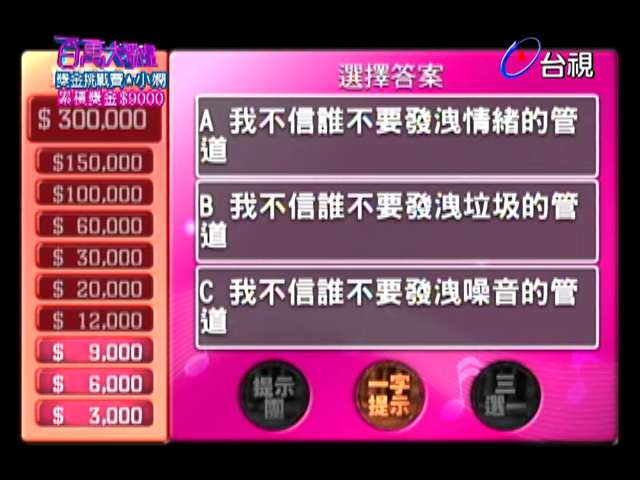 百萬大歌星
獎金挑戰賽★小嫻
累積獎金$9000
台視
選擇答案
$ 300,000
$150,000
$100,000
$ 60,000
$ 30,000
$ 20,000
$ 12,000
$ 9,000
$ 6,000
$ 3,000
A 我不信誰不要發洩情緒的管
道
B 我不信誰不要發洩垃圾的管
道
C 我不信誰不要發洩噪音的管
道
提示
團
一字
提示
三
選一